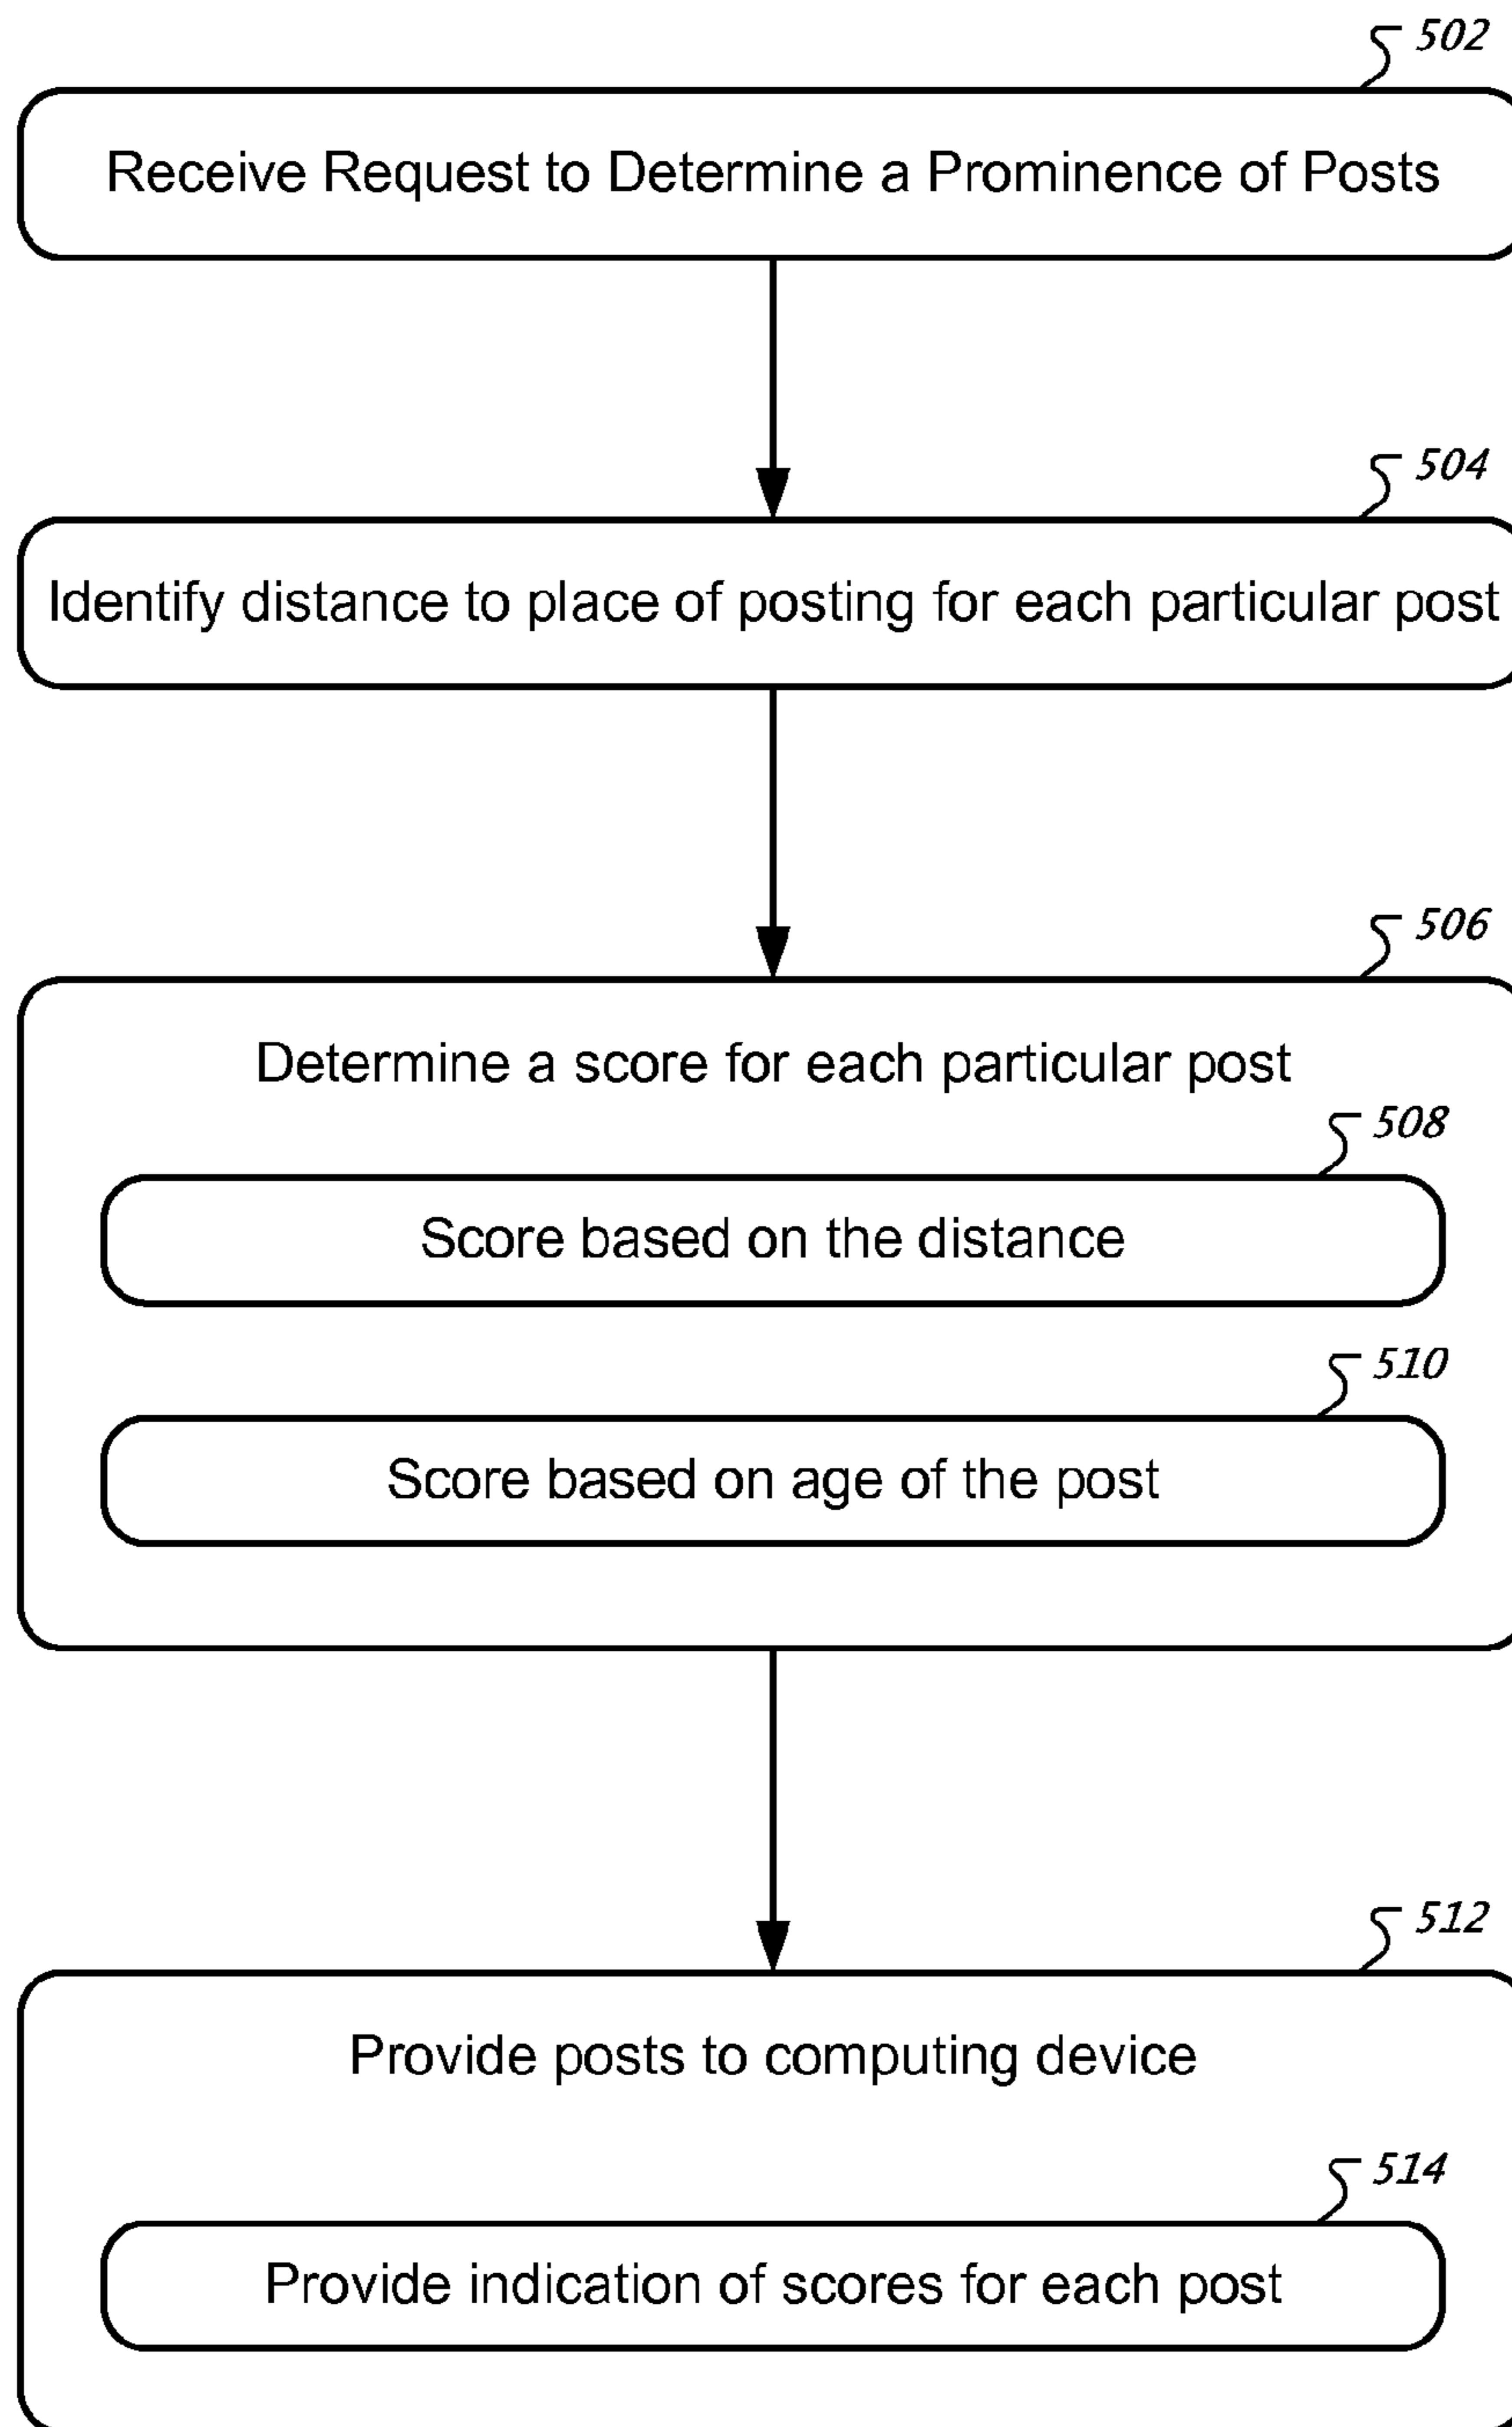 502
Receive Request to Determine a Prominence of Posts
504
Identify distance to place of posting for each particular post
506
Determine a score for each particular post
508
Score based on the distance
510
Score based on age of the post
512
Provide posts to computing device
514
Provide indication of scores for each post